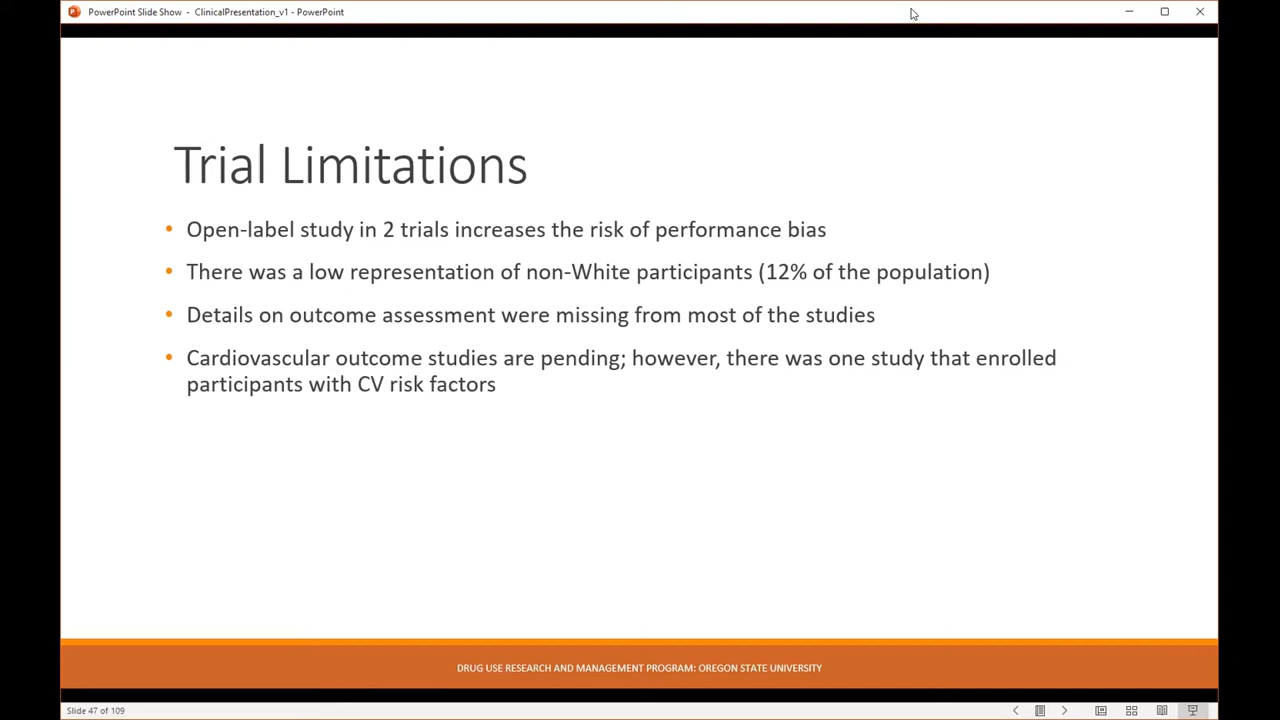 PowerPoint Slide Show - ClinicalPresentation_v1 - PowerPoint
Trial Limitations
• Open-label study in 2 trials increases the risk of performance bias
• There was a low representation of non-White participants (12% of the population)
• Details on outcome assessment were missing from most of the studies
• Cardiovascular outcome studies are pending; however, there was one study that enrolled
participants with CV risk factors
DRUG USE RESEARCH AND MANAGEMENT PROGRAM: OREGON STATE UNIVERSITY
Slide 47 of 109